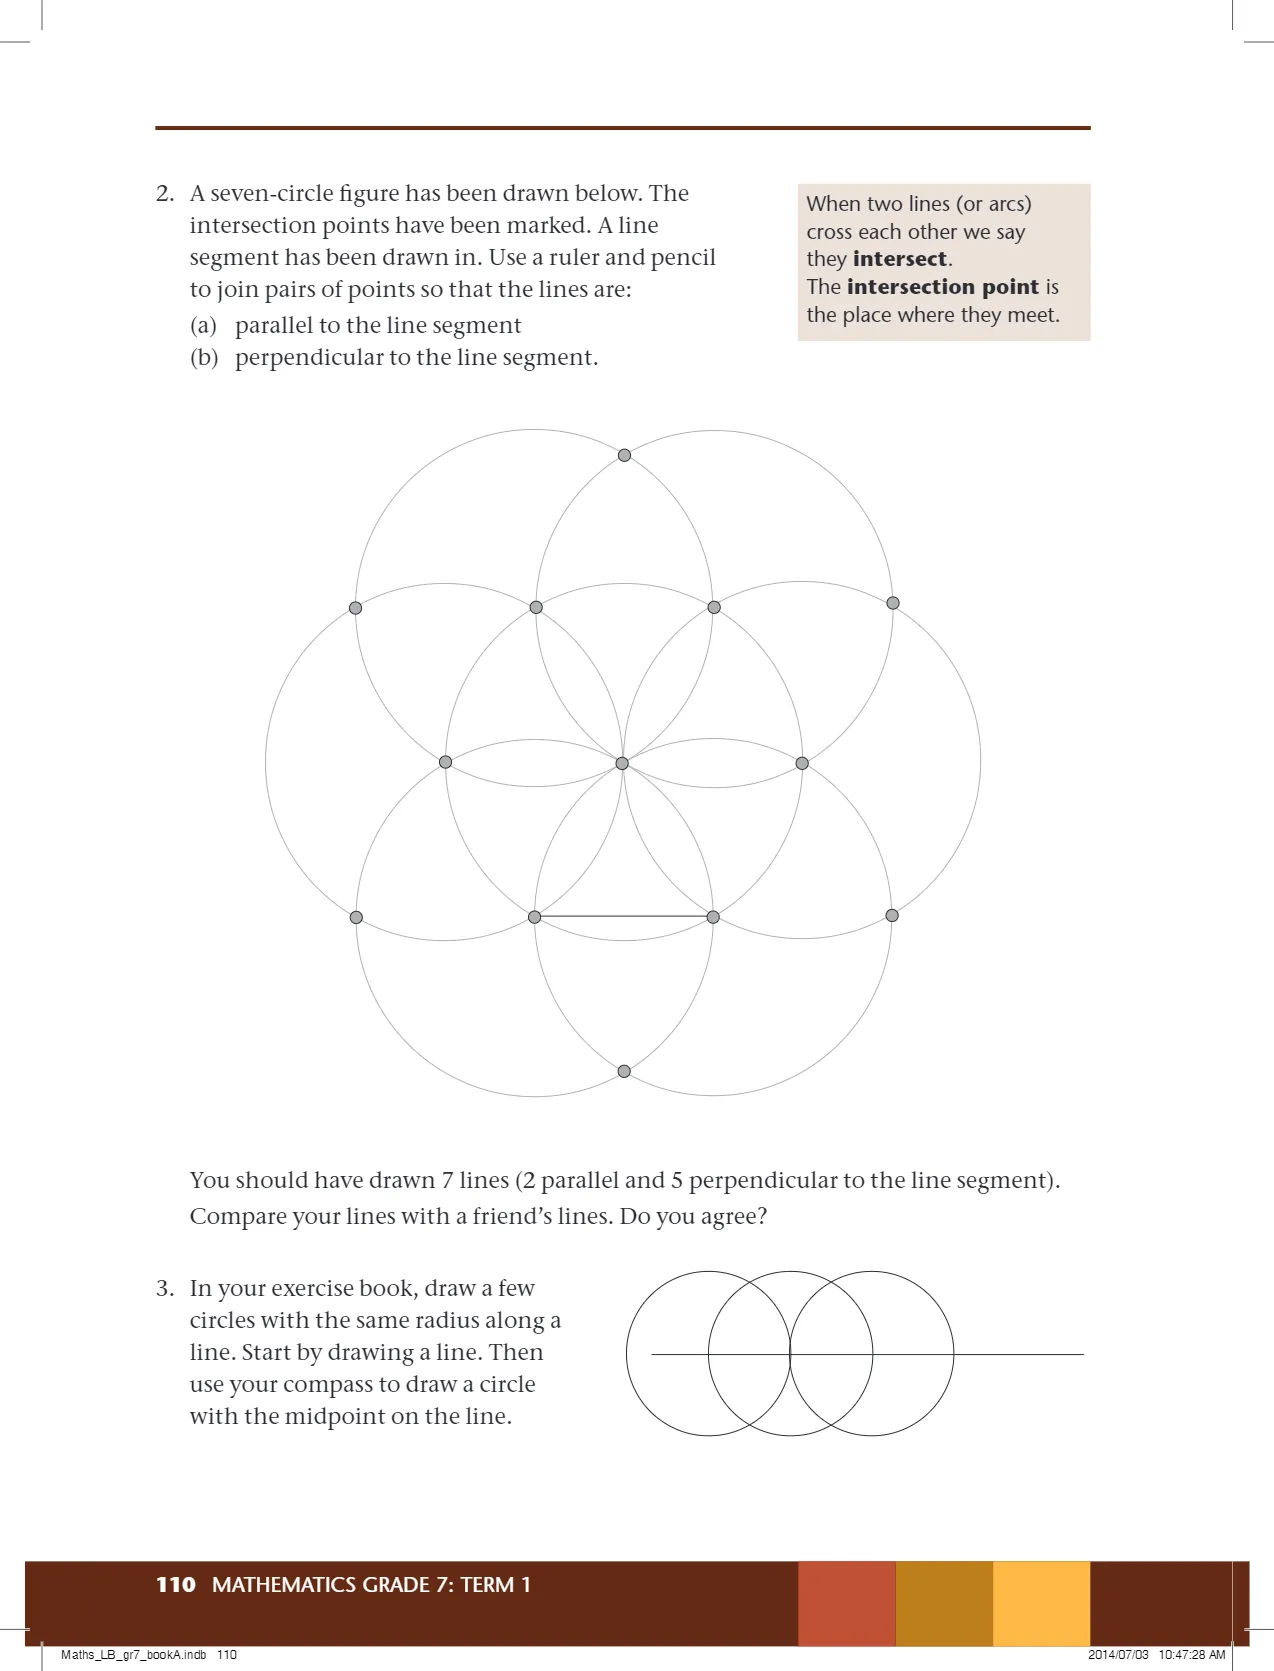 2. A seven-circle figure has been drawn below. The
intersection points have been marked. A line
segment has been drawn in. Use a ruler and pencil
to join pairs of points so that the lines are:
(a) parallel to the line segment
(b) perpendicular to the line segment.
When two lines (or arcs)
cross each other we say
they intersect.
The intersection point is
the place where they meet.
You should have drawn 7 lines (2 parallel and 5 perpendicular to the line segment).
Compare your lines with a friend’s lines. Do you agree?
3. In your exercise book, draw a few
circles with the same radius along a
line. Start by drawing a line. Then
use your compass to draw a circle
with the midpoint on the line.
110 MATHEMATICS GRADE 7: TERM 1
Maths_LB_gr7_bookA.indb 110
2014/07/03 10:47:28 AM